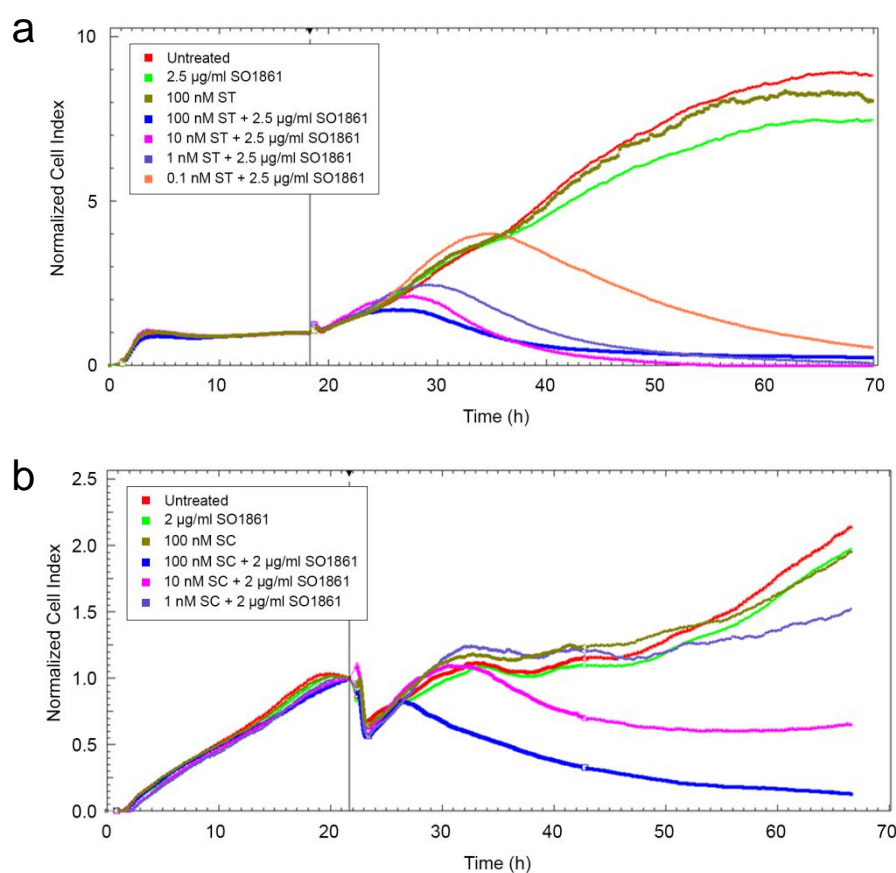 a
10
5
0
Normalized Cell Index
Untreated
2.5 µg/ml SO1861
100 nM ST
100 nM ST + 2.5 µg/ml SO1861
10 nM ST + 2.5 µg/ml SO1861
1 nM ST + 2.5 µg/ml SO1861
0.1 nM ST + 2.5 µg/ml SO1861
0 10 20 30 40 50 60 70
Time (h)
b
2.5
2.0
1.5
1.0
0.5
0.0
Normalized Cell Index
Untreated
2 µg/ml SO1861
100 nM SC
100 nM SC + 2 µg/ml SO1861
10 nM SC + 2 µg/ml SO1861
1 nM SC + 2 µg/ml SO1861
0 10 20 30 40 50 60 70
Time (h)